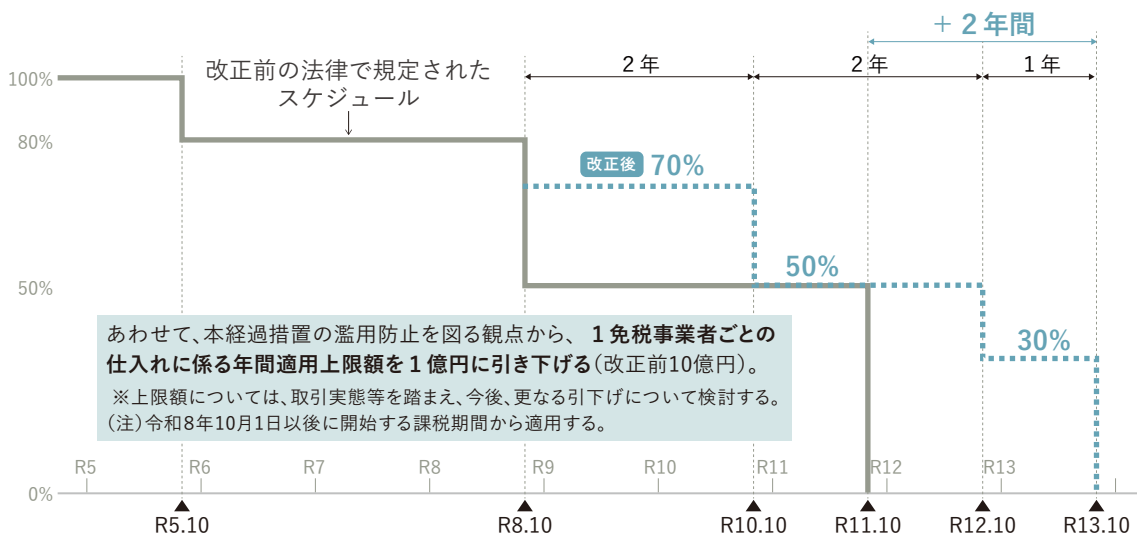 + 2 年間
2 年
2 年
1 年
改正前の法律で規定された
スケジュール
100%
80%
改正後 70%
50%
50%
30%
あわせて、本経過措置の濫用防止を図る観点から、１免税事業者ごとの
仕入れに係る年間適用上限額を１億円に引き下げる（改正前10億円）。
※上限額については、取引実態等を踏まえ、今後、更なる引下げについて検討する。
（注）令和8年10月1日以後に開始する課税期間から適用する。
R5 R6 R7 R8 R9 R10 R11 R12 R13
0%
▲ ▲ ▲ ▲ ▲ ▲
R5.10 R8.10 R10.10 R11.10 R12.10 R13.10